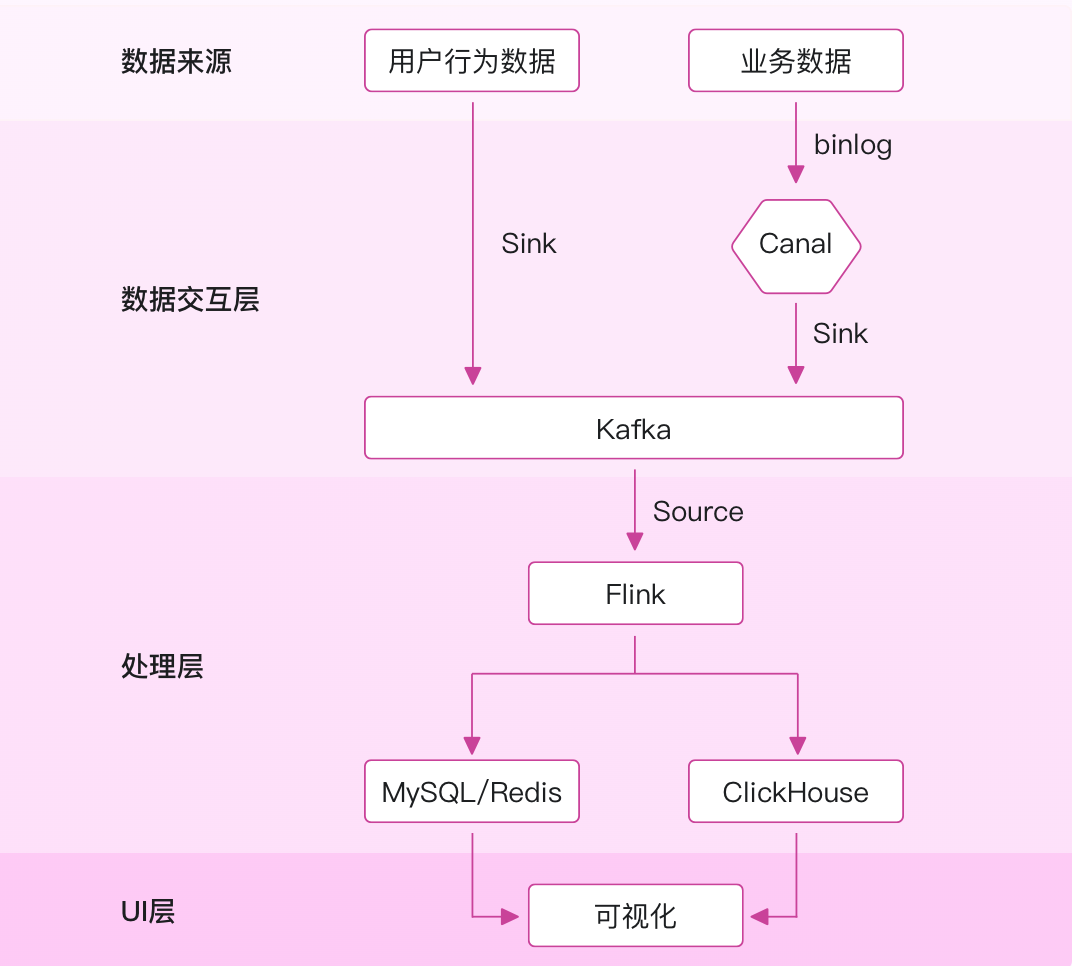 数据来源
用户行为数据
业务数据
binlog
Canal
Sink
数据交互层
Sink
Kafka
Source
Flink
处理层
MySQL/Redis
ClickHouse
UI层
可视化